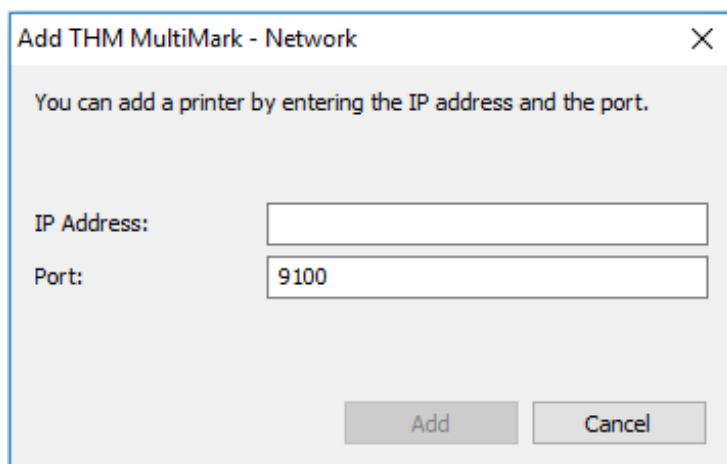 Add THM MultiMark - Network
You can add a printer by entering the IP address and the port.
IP Address:
Port: 9100
Add Cancel